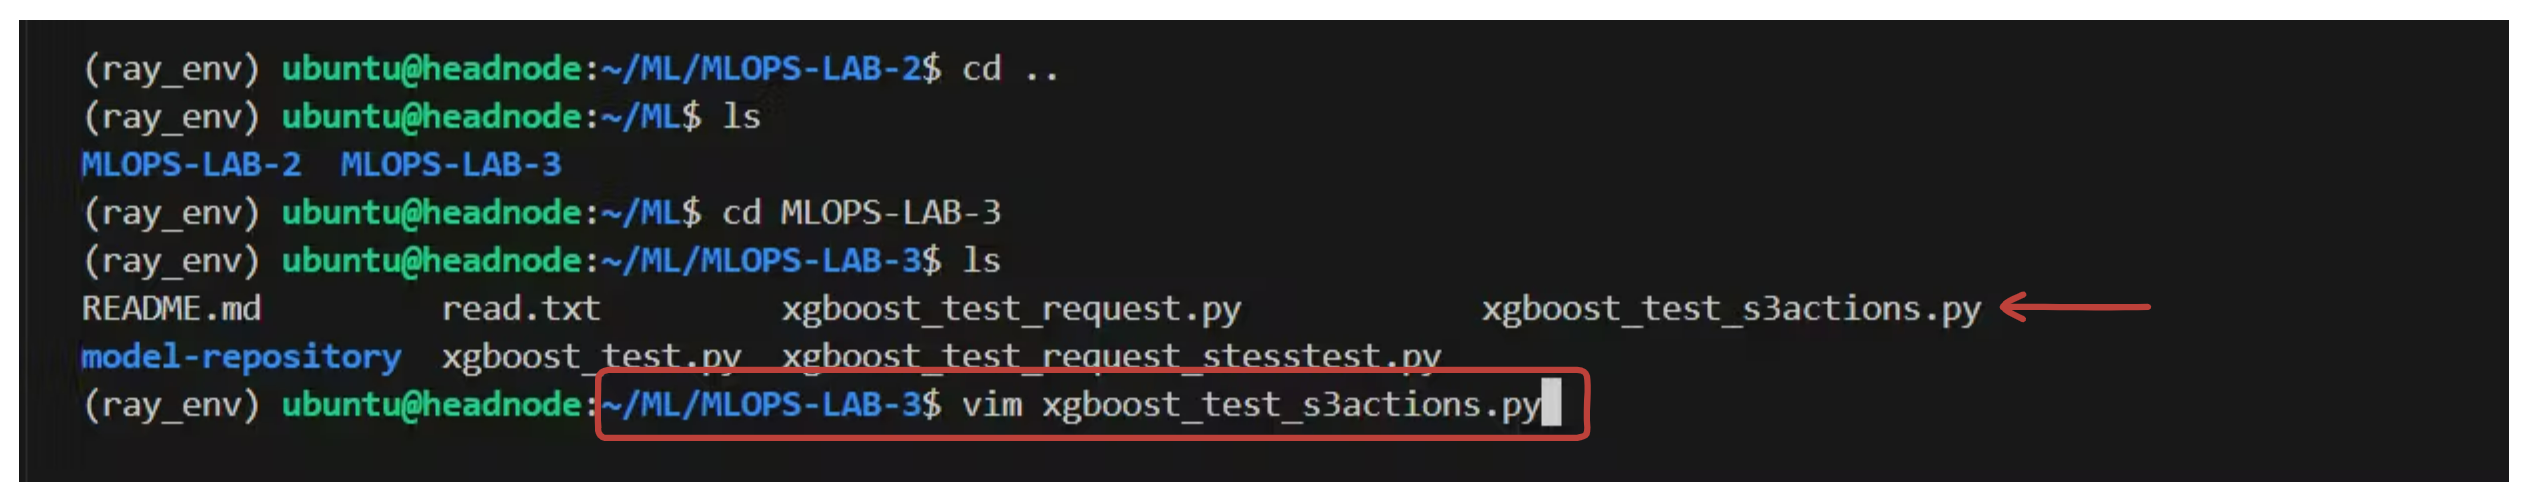 (ray_env) ubuntu@headnode:~/ML/MLOPS-LAB-2$ cd ..
(ray_env) ubuntu@headnode:~/ML$ ls
MLOPS-LAB-2  MLOPS-LAB-3
(ray_env) ubuntu@headnode:~/ML$ cd MLOPS-LAB-3
(ray_env) ubuntu@headnode:~/ML/MLOPS-LAB-3$ ls
README.md         read.txt         xgboost_test_request.py            xgboost_test_s3actions.py
model-repository  xgboost_test.py  xgboost_test_request_stesstest.py
(ray_env) ubuntu@headnode:~/ML/MLOPS-LAB-3$ vim xgboost_test_s3actions.py